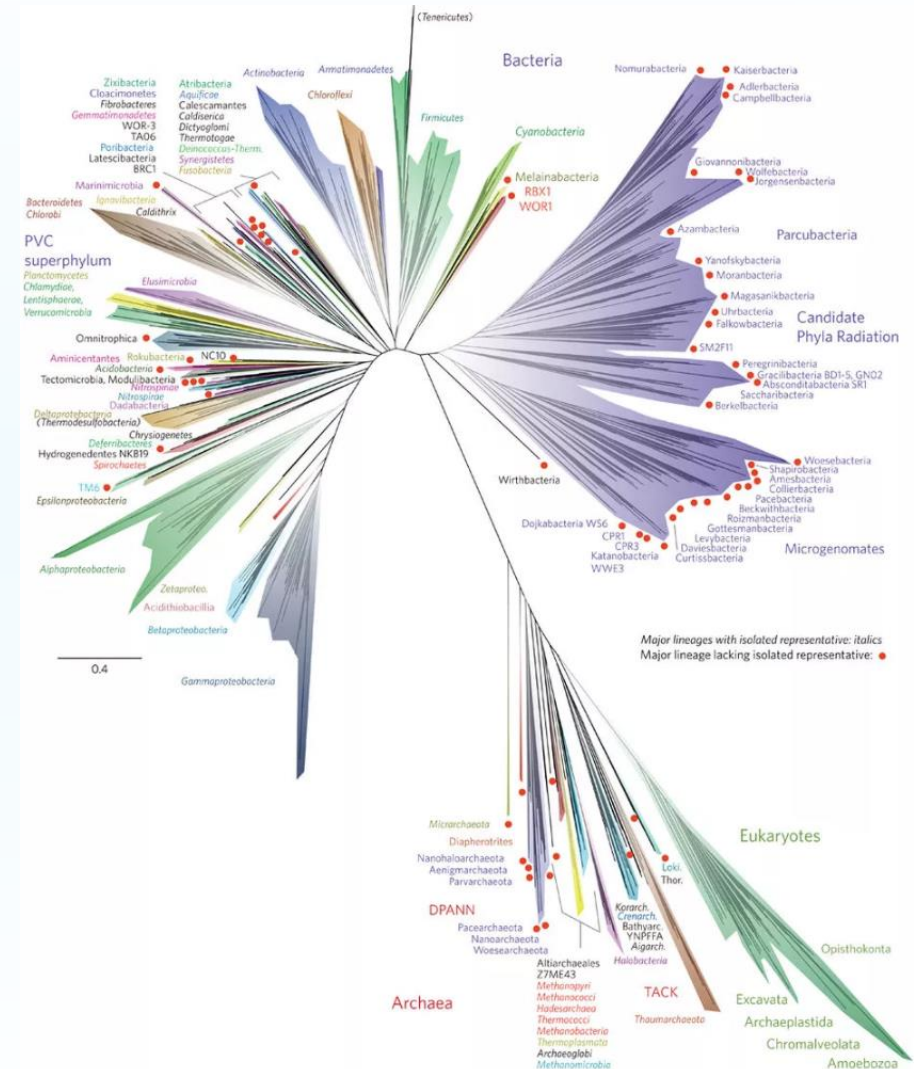 (Tenericutes)
Bacteria
Nomurabacteria
Kaiserbacteria
Adlerbacteria
Campbellbacteria
Armatimonadetes
Actinobacteria
Zixibacteria
Cloacimonetes
Fibrobacteres
Gemmatimonadetes
WOR-3
TA06
Poribacteria
Latescibacteria
BRC1
Atribacteria
Aquificae
Calescamantes
Caldiserica
Dictyoglomi
Thermotogae
Deinococcus-Therm.
Synergistetes
Fusobacteria
Chloroflexi
Firmicutes
Cyanobacteria
Melainabacteria
RBX1
WOR1
Giovannonibacteria
Wolfebacteria
Jorgensenbacteria
Azambacteria
Parcubacteria
Yanofskybacteria
Moranbacteria
Magasanikbacteria
Uhrbacteria
Falkowbacteria
Candidate
Phyla Radiation
SM2F11
Peregrinibacteria
Gracilibacteria BD1-5, GN02
Absconditabacteria SR1
Saccharibacteria
Berkelbacteria
Marinimicrobia
Bacteroidetes
Chlorobi
Ignavibacteria
Caldithrix
PVC
superphylum
Planctomycetes
Chlamydiae,
Lentisphaerae,
Verrucomicrobia
Elusimicrobia
Omnitrophica
Aminicentantes
Rokubacteria
NC10
Acidobacteria
Tectomicrobia, Modulibacteria
Nitrospinae
Nitrospirae
Dadabacteria
Deltaprotebacteria
(Thermodesulfobacteria)
Chrysiogenetes
Deferribacteres
Hydrogenedentes NKB19
Spirochaetes
TM6
Epsilonproteobacteria
Alphaproteobacteria
Zetaproteo.
Acidithiobacillia
Betaproteobacteria
Gammaproteobacteria
0.4
Wirthbacteria
Woesebacteria
Shapirobacteria
Amesbacteria
Collierbacteria
Pacebacteria
Beckwithbacteria
Roizmanbacteria
Gottesmanbacteria
Levybacteria
Daviesbacteria
Curtissbacteria
Microgenomates
Dojkabacteria WS6
CPR1
CPR3
Katanobacteria
WWE3
Major lineages with isolated representative: italics
Major lineage lacking isolated representative:
Micrarchaeota
Diapherotrites
Nanohaloarchaeota
Aenigmarchaeota
Parvarchaeota
DPANN
Pacearchaeota
Nanoarchaeota
Woesearchaeota
Archaea
Altiarchaeales
Z7ME43
Methanopyri
Methanococci
Hadesarchaea
Thermococci
Methanobacteria
Thermoplasmata
Archaeoglobi
Methanomicrobia
Halobacteria
Korarch.
Crenarch.
Bathyarc.
YNPFFA
Aigarch.
TACK
Thaumarchaeota
Loki.
Thor.
Eukaryotes
Opisthokonta
Excavata
Archaeplastida
Chromalveolata
Amoebozoa